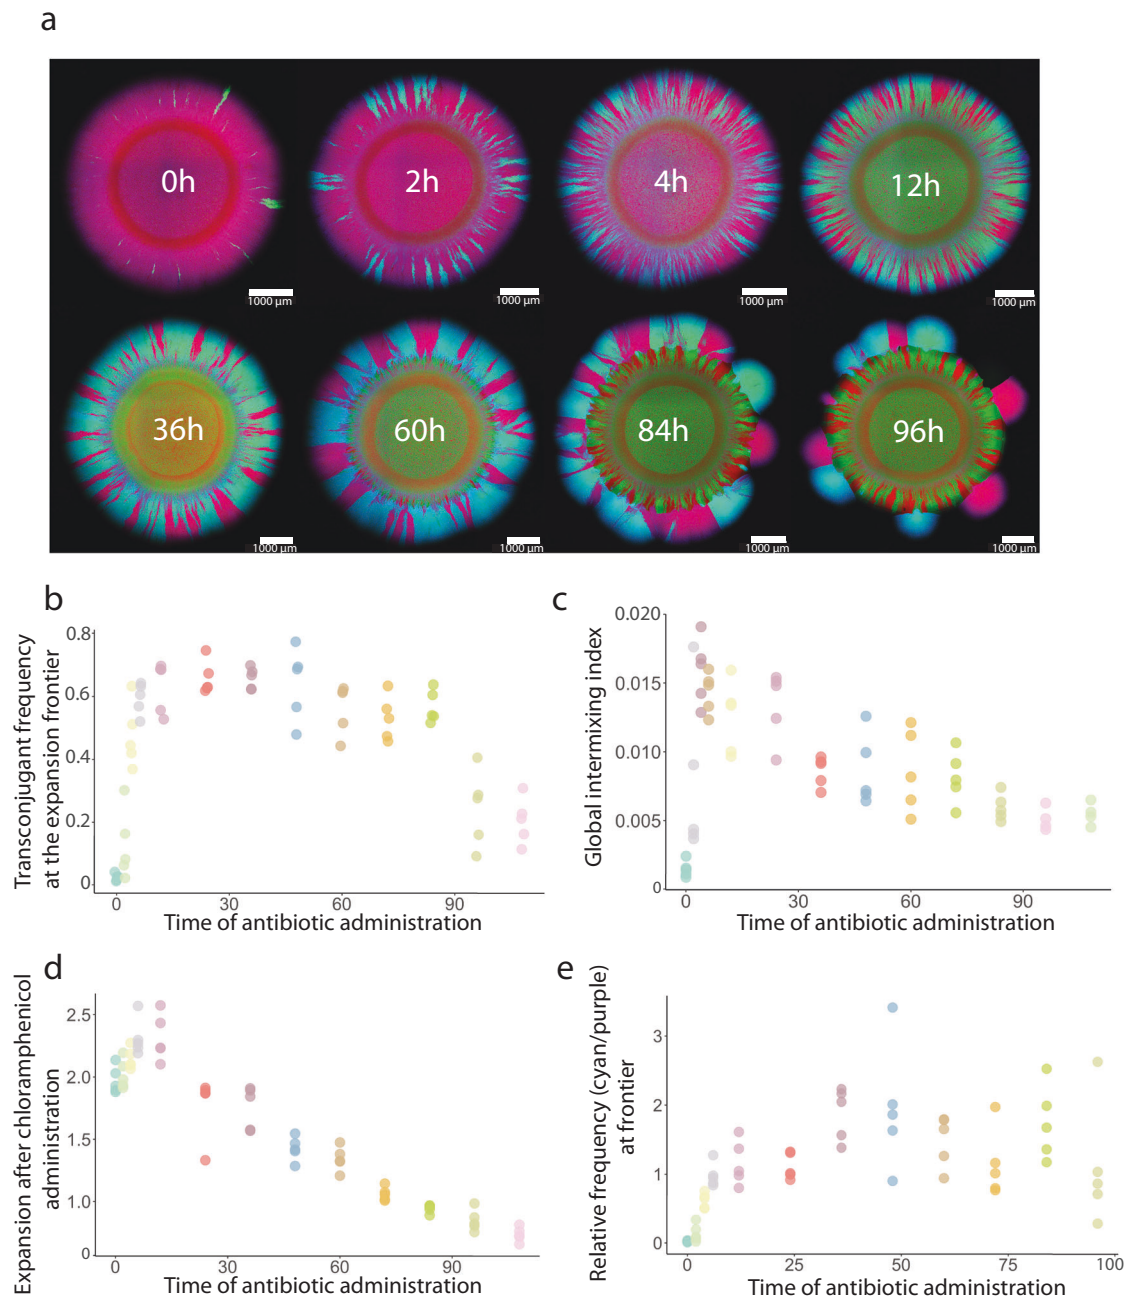 a
0h
2h
4h
12h
1000 μm
1000 μm
1000 μm
1000 μm
36h
60h
84h
96h
1000 μm
1000 μm
1000 μm
1000 μm
b
Transconjugant frequency
at the expansion frontier
0.8
0.6
0.4
0.2
0
0
30
60
90
Time of antibiotic administration
c
Global intermixing index
0.020
0.015
0.010
0.005
0
0
30
60
90
Time of antibiotic administration
d
Expansion after chloramphenicol
administration
2.5
2.0
1.5
1.0
0
0
30
60
90
Time of antibiotic administration
e
Relative frequency (cyan/purple)
at frontier
3
2
1
0
0
25
50
75
100
Time of antibiotic administration